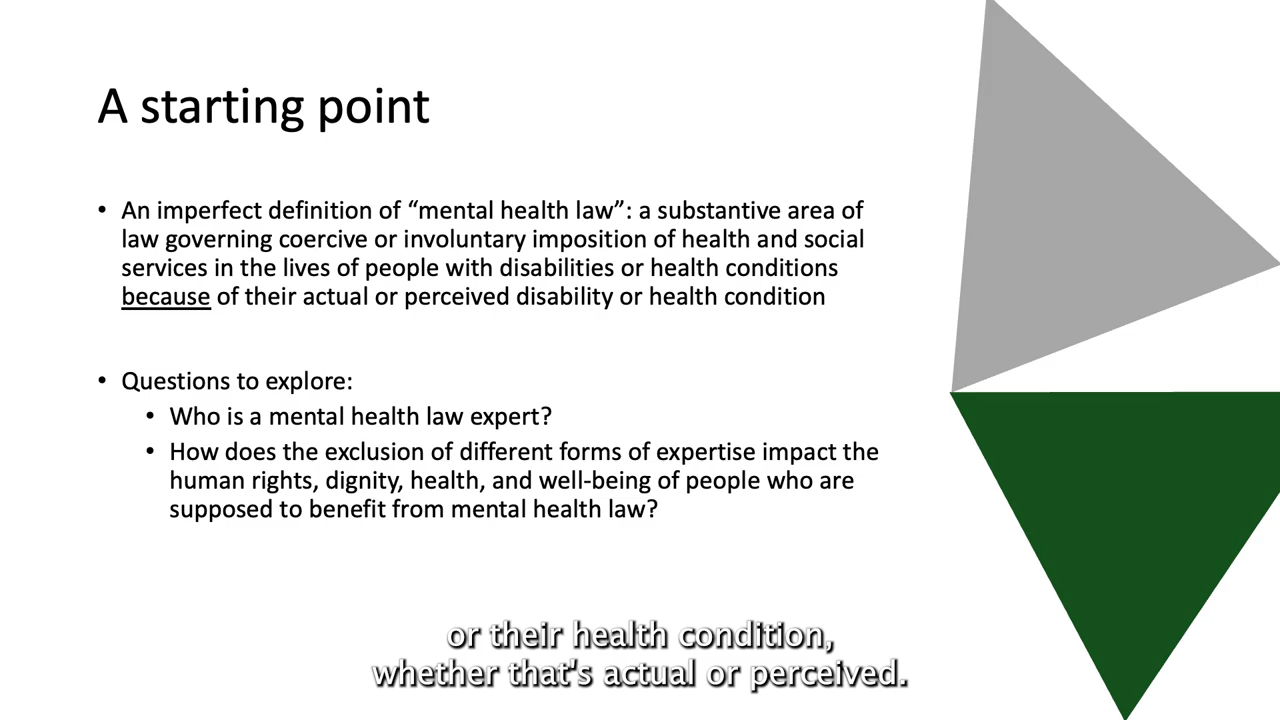 A starting point
• An imperfect definition of “mental health law”: a substantive area of
law governing coercive or involuntary imposition of health and social
services in the lives of people with disabilities or health conditions
because of their actual or perceived disability or health condition
• Questions to explore:
• Who is a mental health law expert?
• How does the exclusion of different forms of expertise impact the
human rights, dignity, health, and well-being of people who are
supposed to benefit from mental health law?
or their health condition,
whether that's actual or perceived.